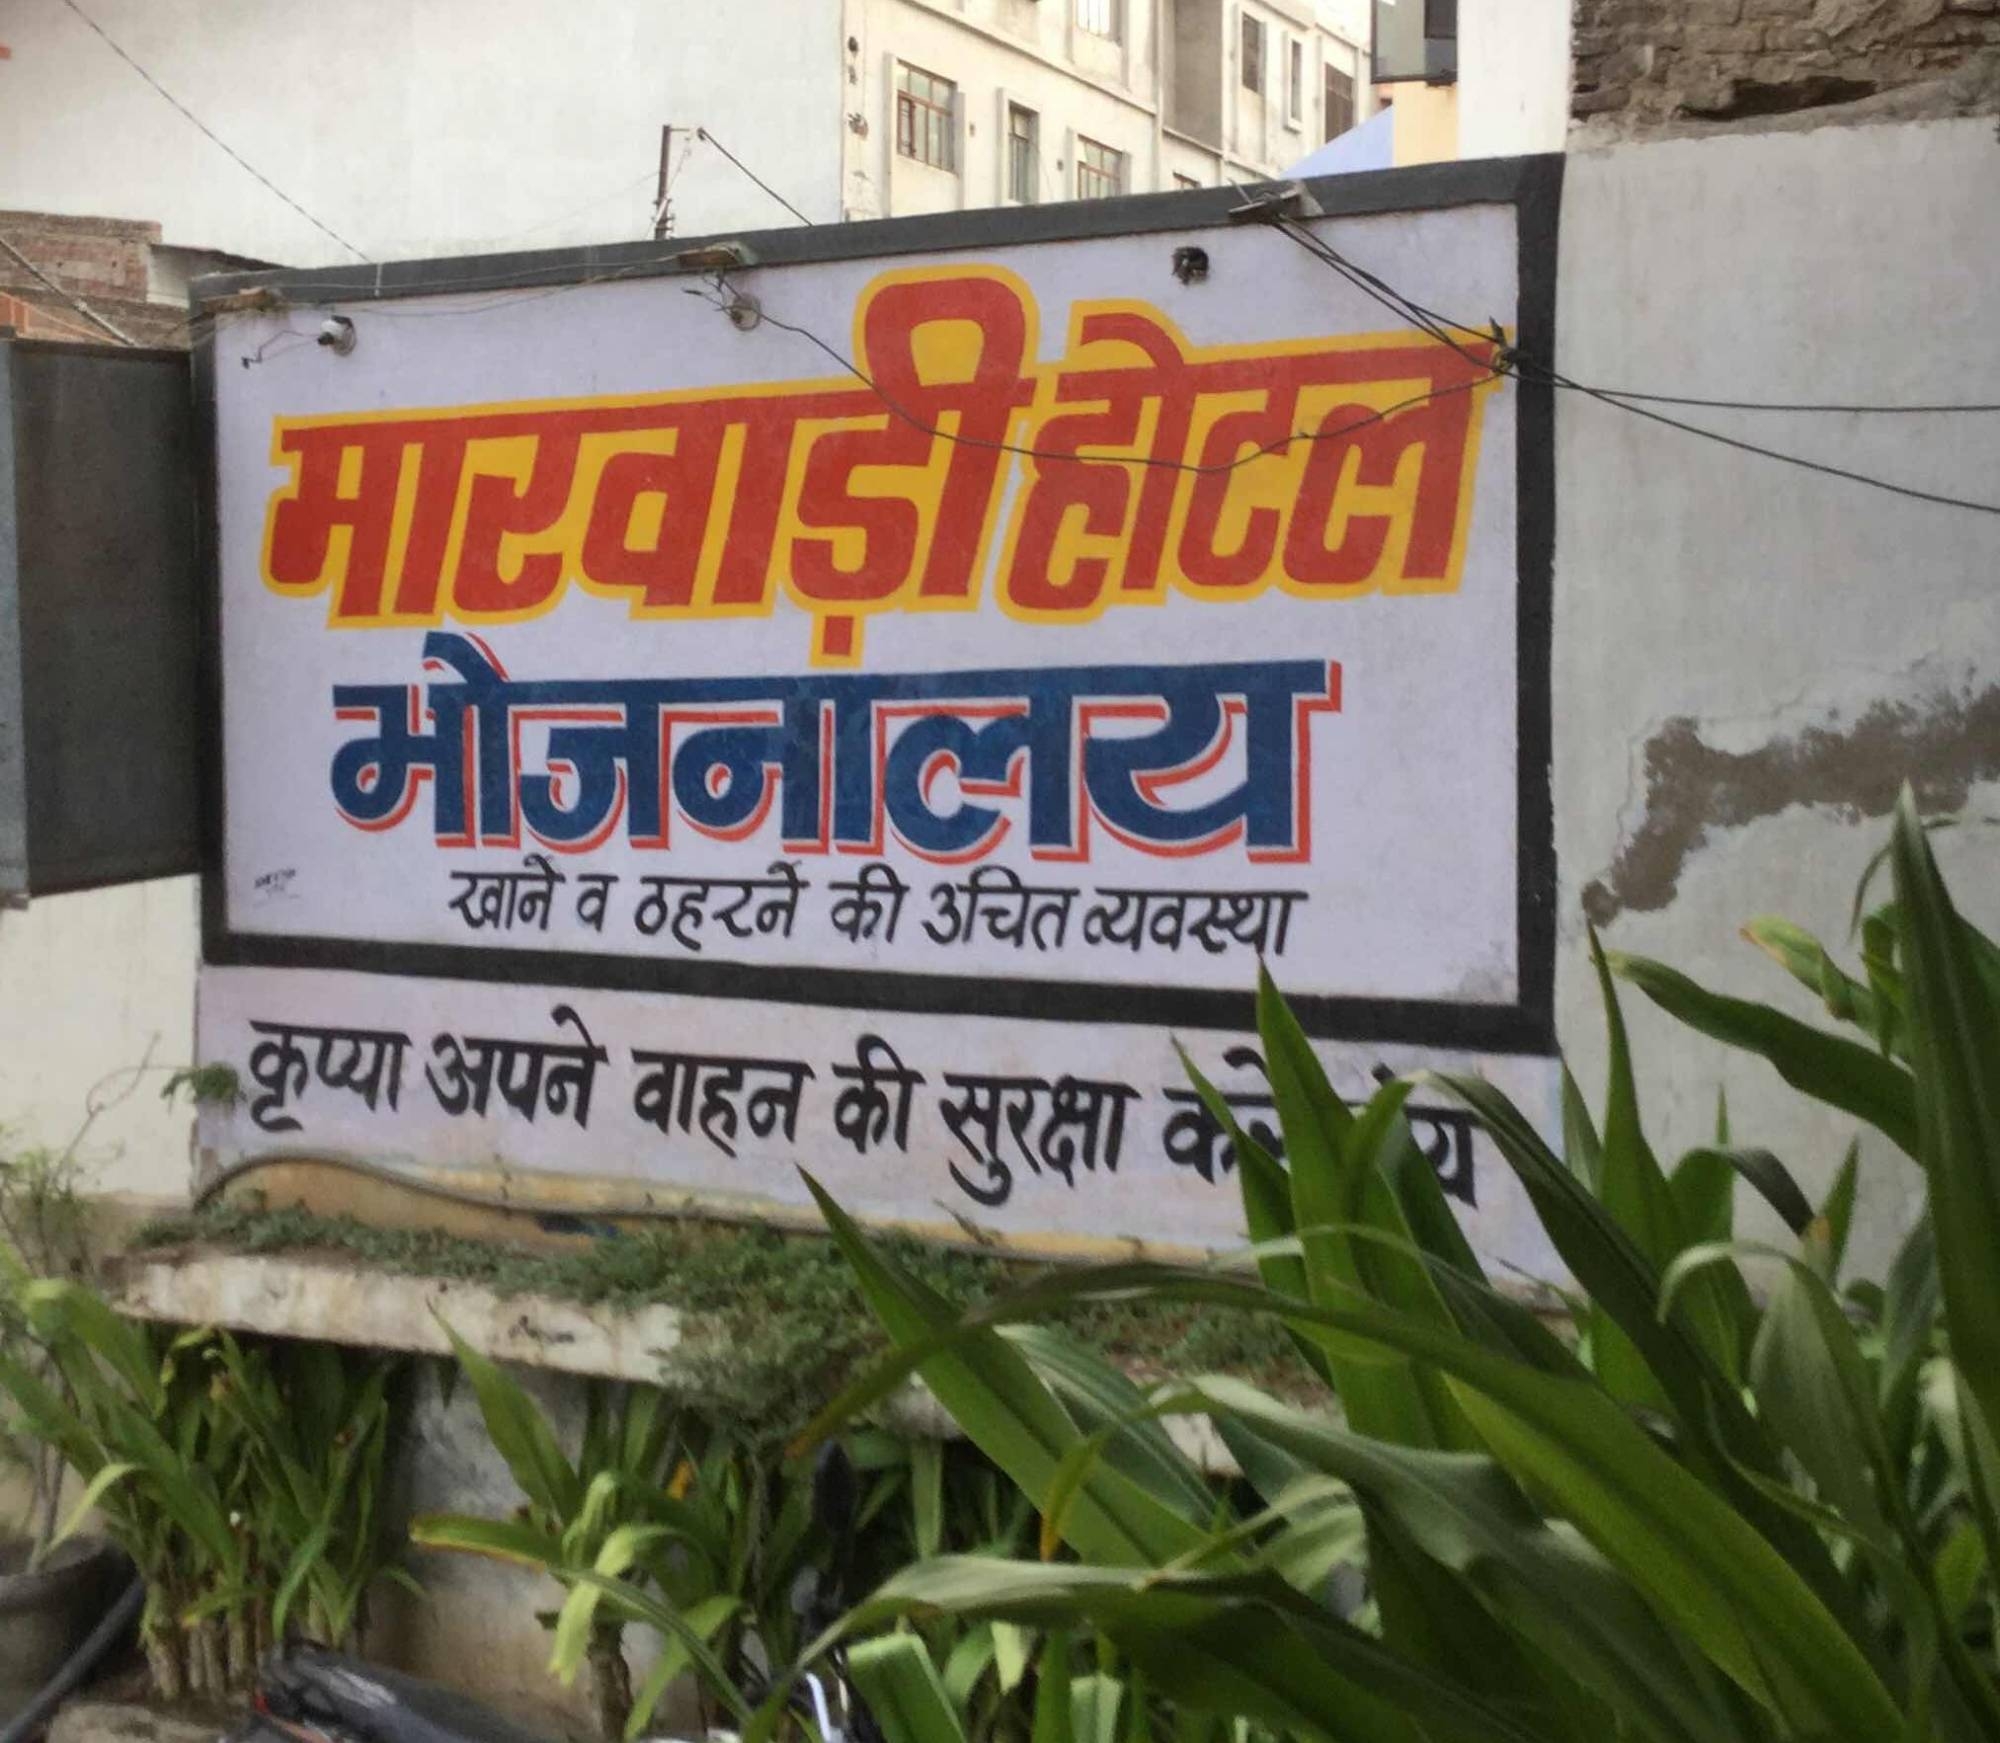 मारवाड़ी होटल
भोजनालय
खाने व ठहरने की उचित व्यवस्था
कृप्या अपने वाहन की सुरक्षा